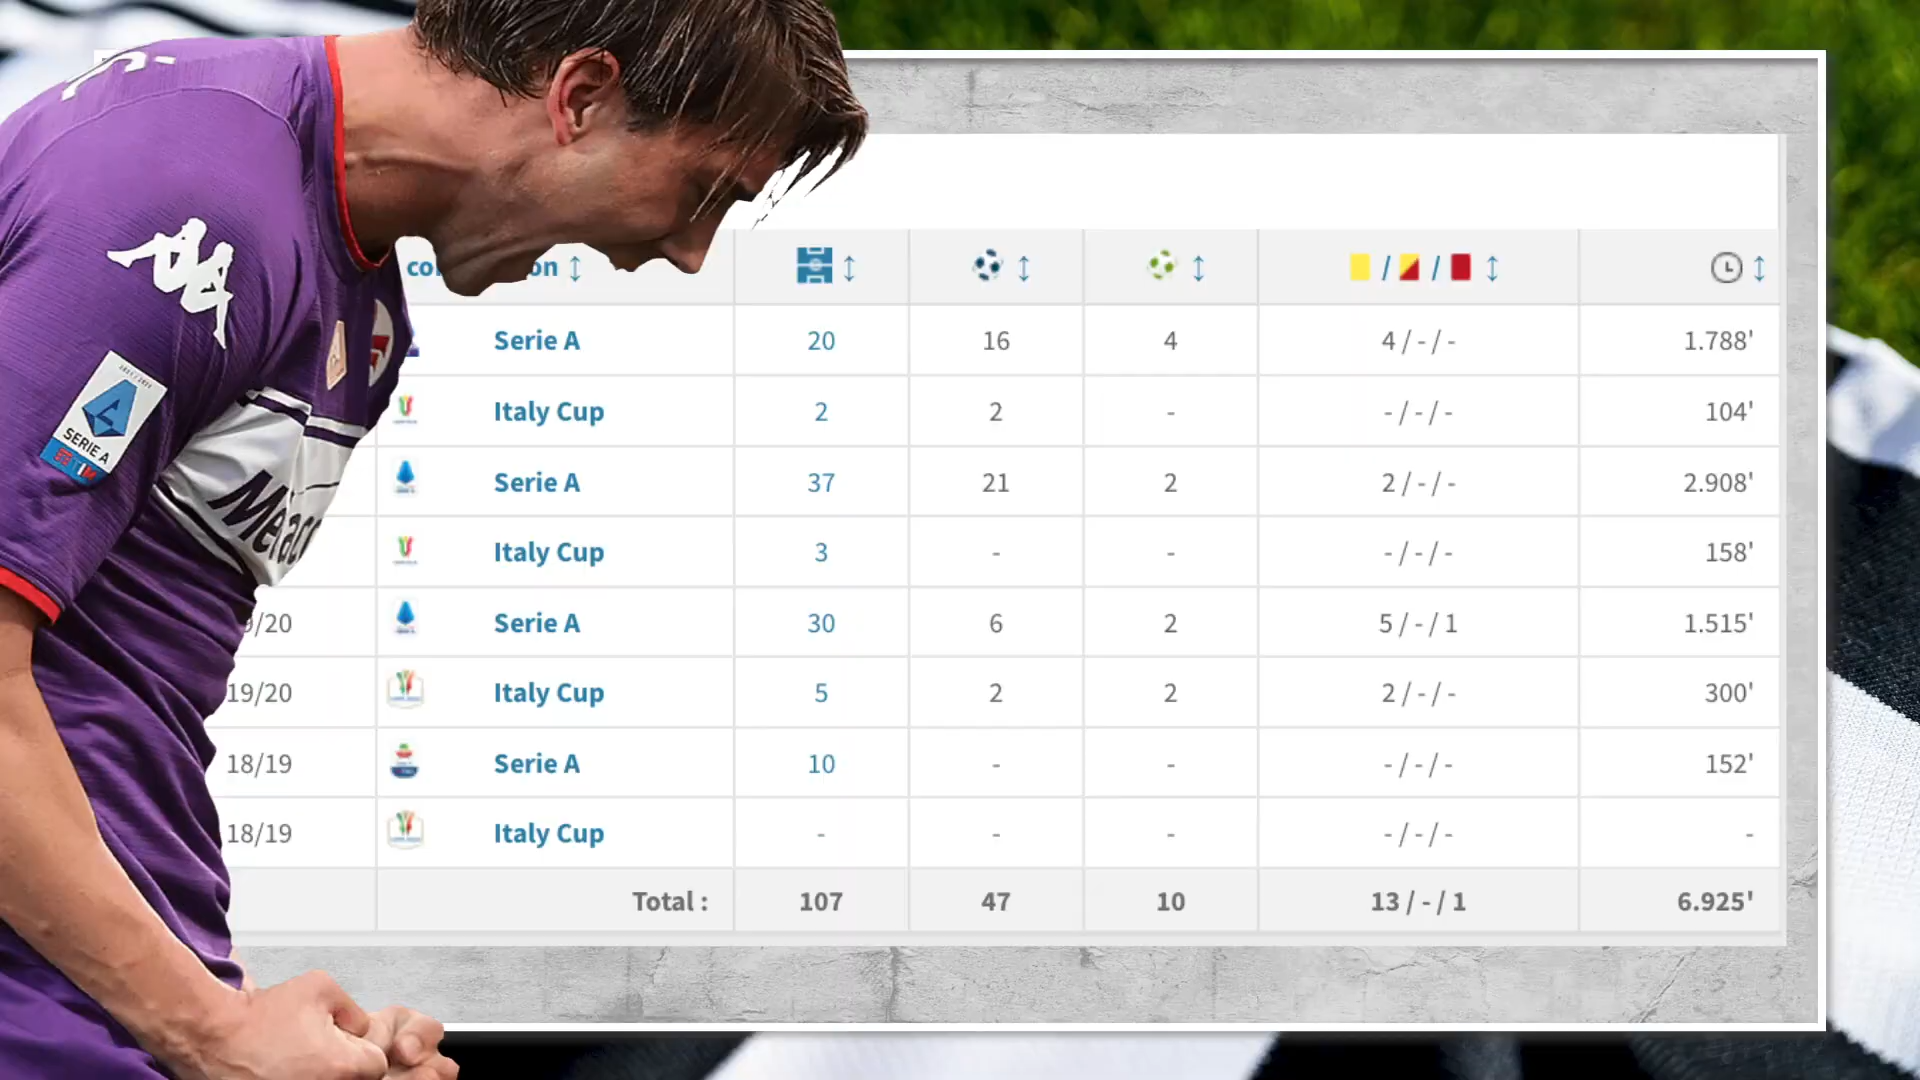 Serie A 20 16 4 4 / - / - 1.788'
Italy Cup 2 2 - - / - / - 104'
Serie A 37 21 2 2 / - / - 2.908'
Italy Cup 3 - - - / - / - 158'
/20 Serie A 30 6 2 5 / - / 1 1.515'
19/20 Italy Cup 5 2 2 2 / - / - 300'
18/19 Serie A 10 - - - / - / - 152'
18/19 Italy Cup - - - - / - / - -
Total : 107 47 10 13 / - / 1 6.925'
SERIE A
TIM